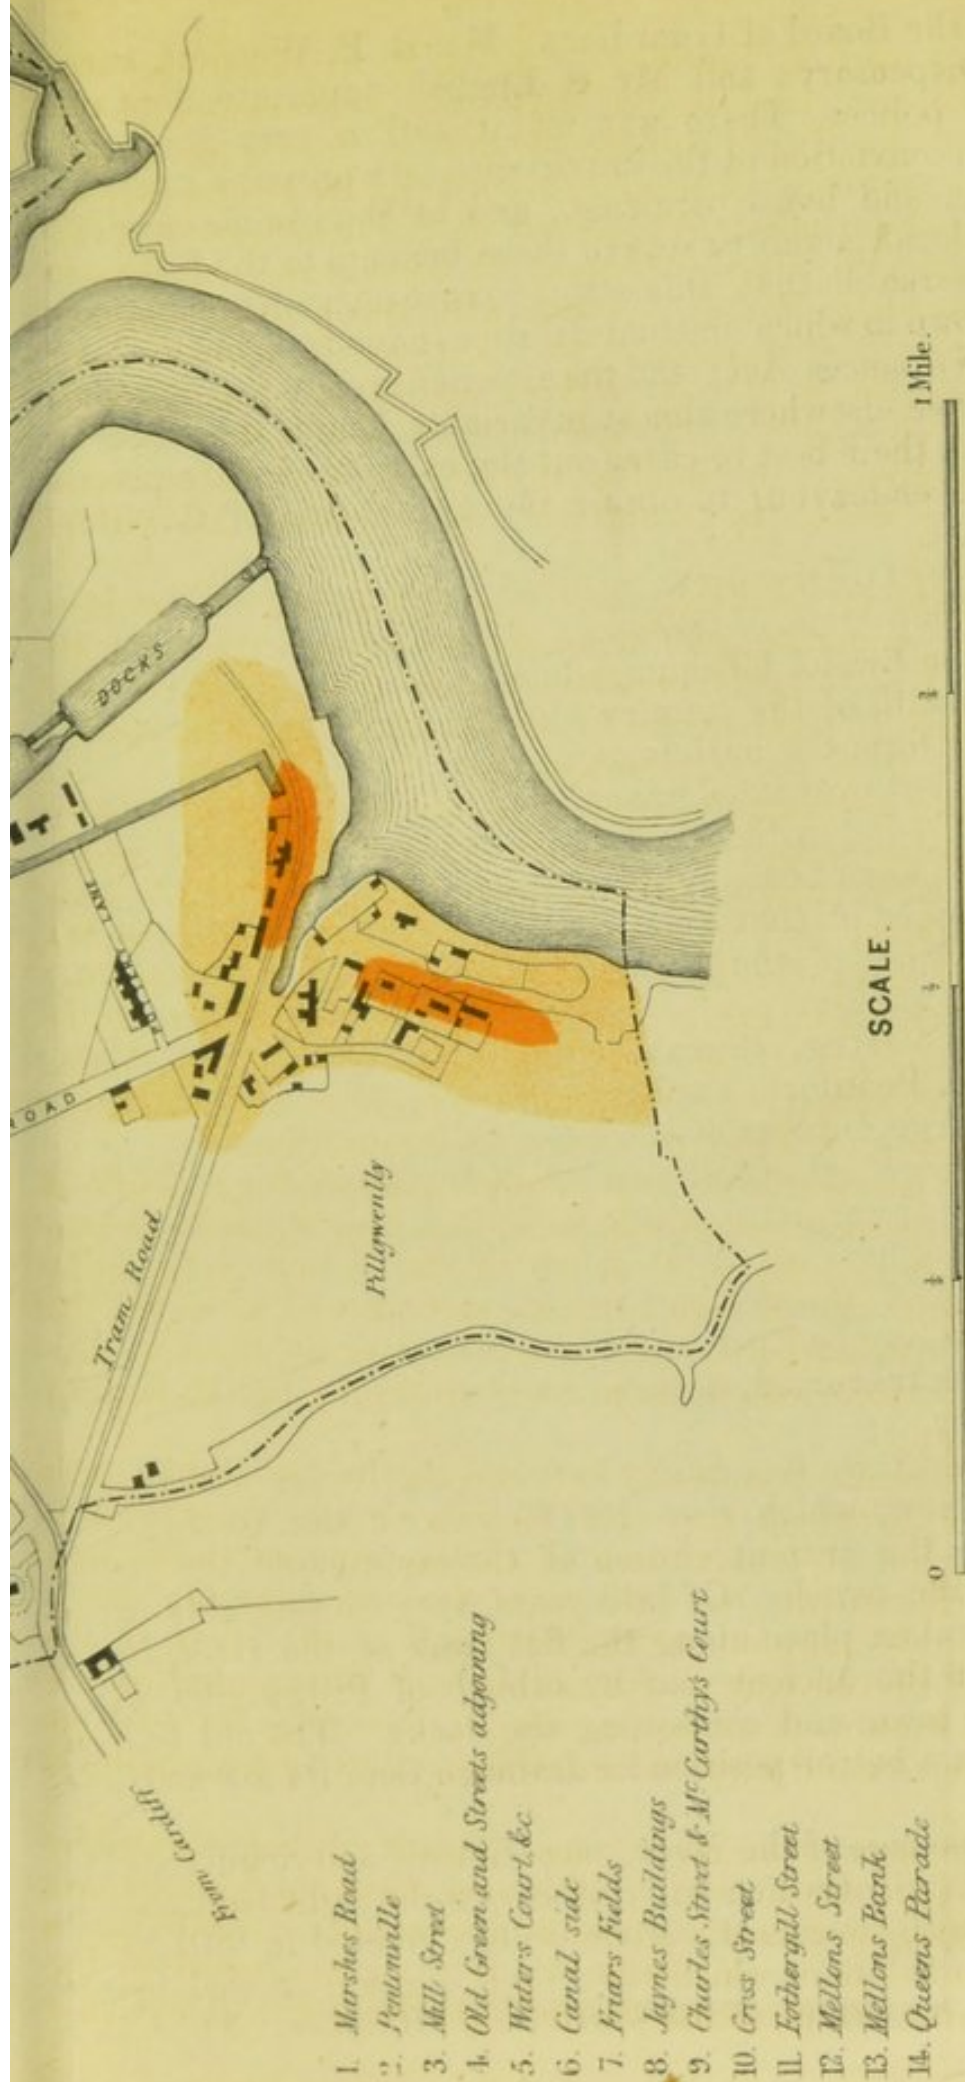 DOCKS
LANE
ROAD
Tram Road
Pillgwenlly
From Cardiff
1. Marshes Road
2. Pentonville
3. Mill Street
4. Old Green and Streets adjoining
5. Waters Court, &c
6. Canal side
7. Friars Fields
8. Jaynes Buildings
9. Charles Street & Mc.Carthys Court
10. Cross Street
11. Fothergill Street
12. Mellons Street
13. Mellons Bank
14. Queens Parade
SCALE.
0 1/4 1/2 3/4 1 Mile.